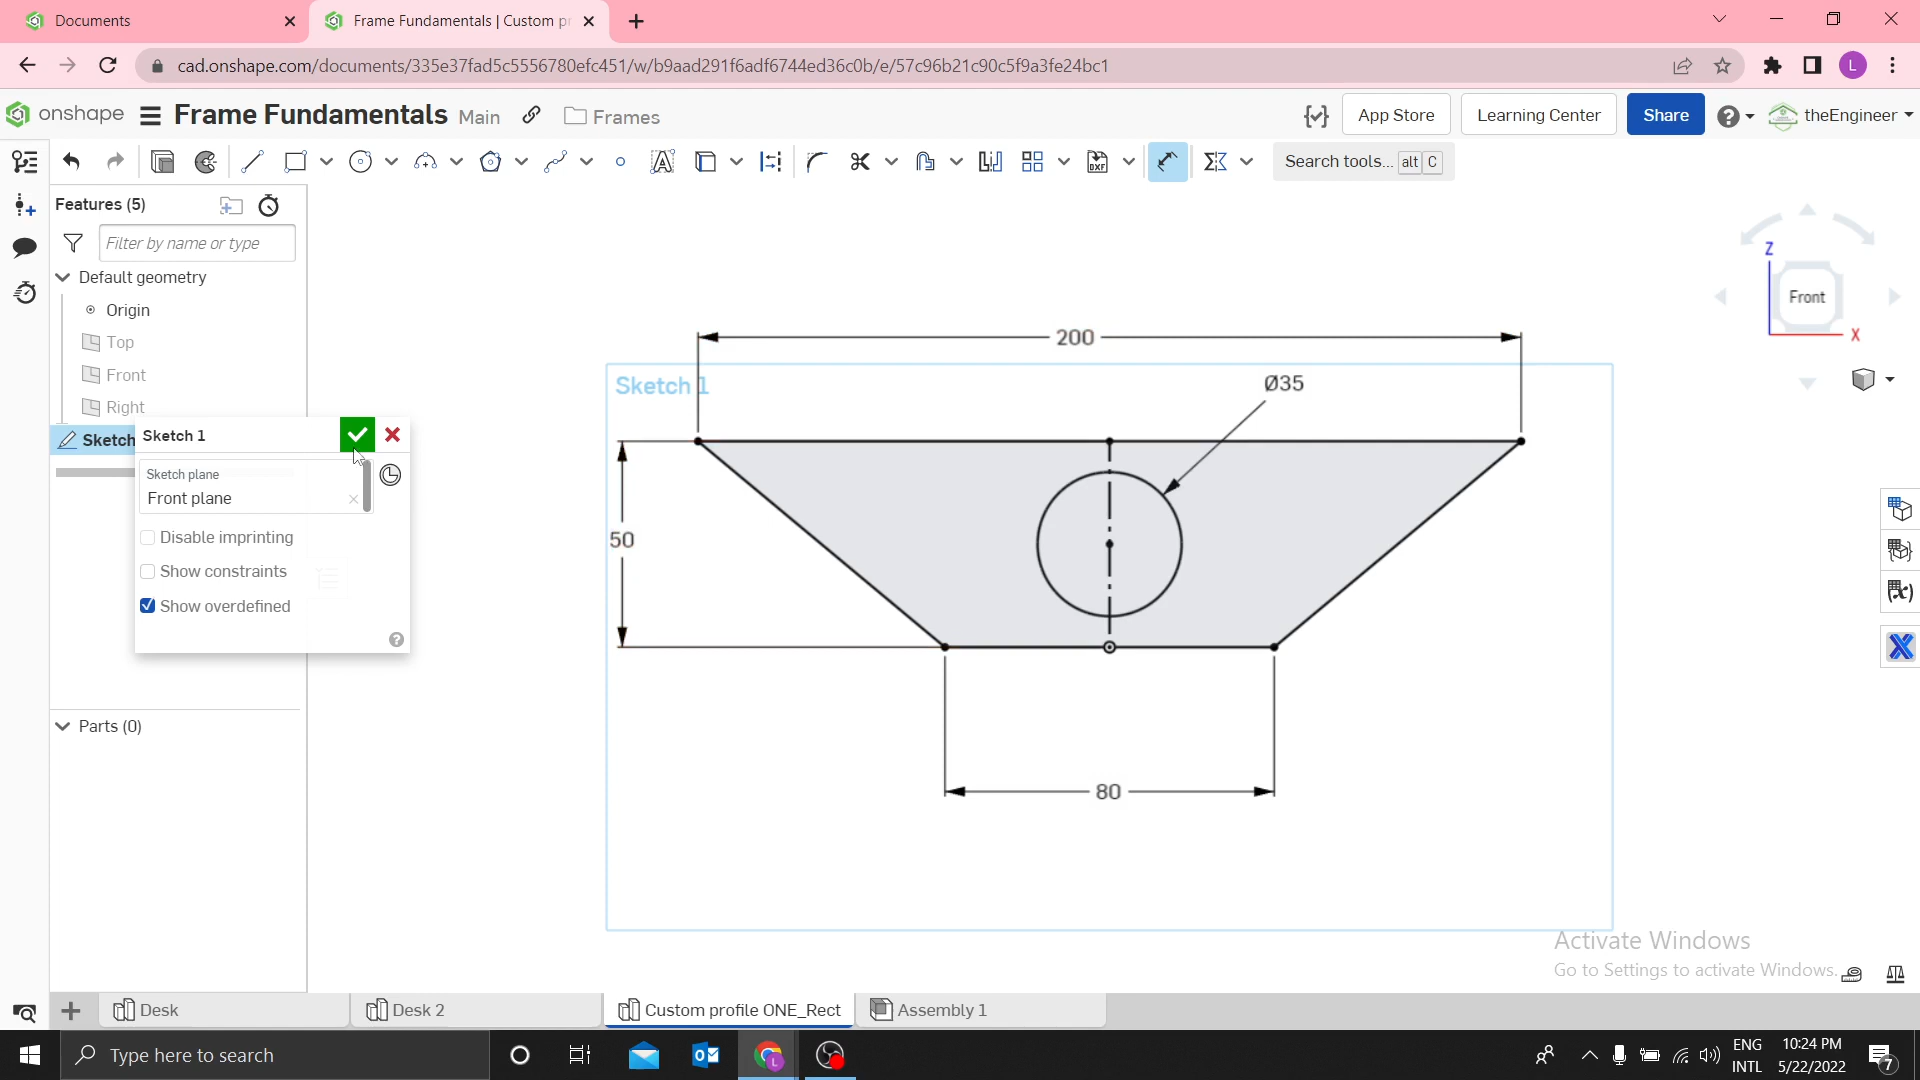 Documents
Frame Fundamentals | Custom pr
cad.onshape.com/documents/335e37fad5c5556780efc451/w/b9aad291f6adf6744ed36c0b/e/57c96b21c90c5f9a3fe24bc1
L
onshape
Frame Fundamentals
Main
Frames
App Store
Learning Center
Share
theEngineer
Search tools... alt C
Features (5)
Filter by name or type
Default geometry
Origin
Top
Front
Right
Sketch
Sketch 1
Sketch plane
Front plane
Disable imprinting
Show constraints
Show overdefined
Parts (0)
Sketch 1
200
Ø35
50
80
Z
Front
X
Activate Windows
Go to Settings to activate Windows.
Desk
Desk 2
Custom profile ONE_Rect
Assembly 1
Type here to search
ENG
INTL
10:24 PM
5/22/2022
7